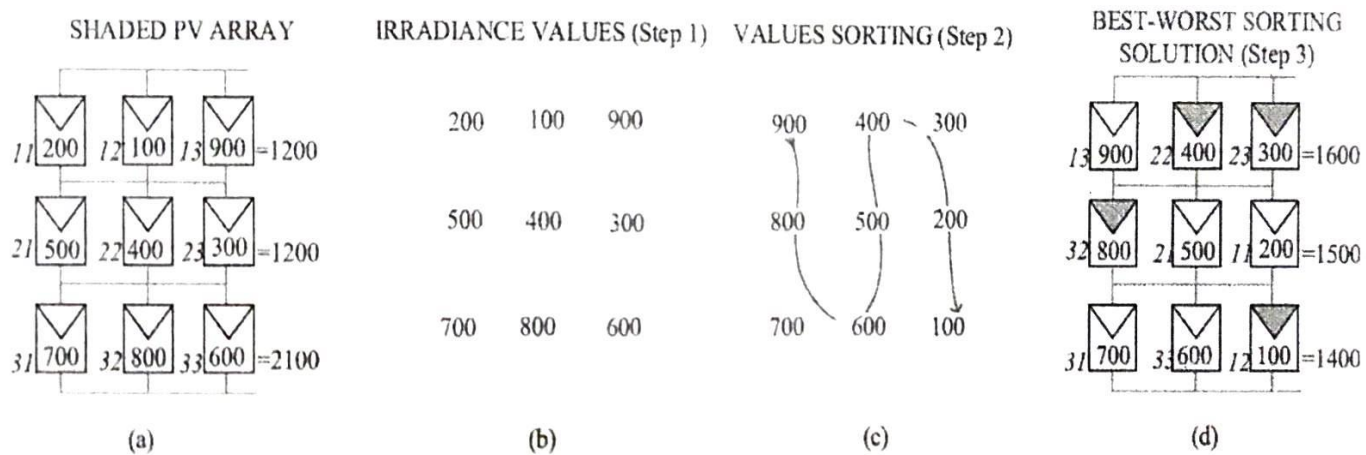 SHADED PV ARRAY
11 200 12 100 13 900 =1200
21 500 22 400 23 300 =1200
31 700 32 800 33 600 =2100
(a)
IRRADIANCE VALUES (Step 1)
200 100 900
500 400 300
700 800 600
(b)
VALUES SORTING (Step 2)
900 400 300
800 500 200
700 600 100
(c)
BEST-WORST SORTING
SOLUTION (Step 3)
13 900 22 400 23 300 =1600
32 800 21 500 11 200 =1500
31 700 33 600 12 100 =1400
(d)